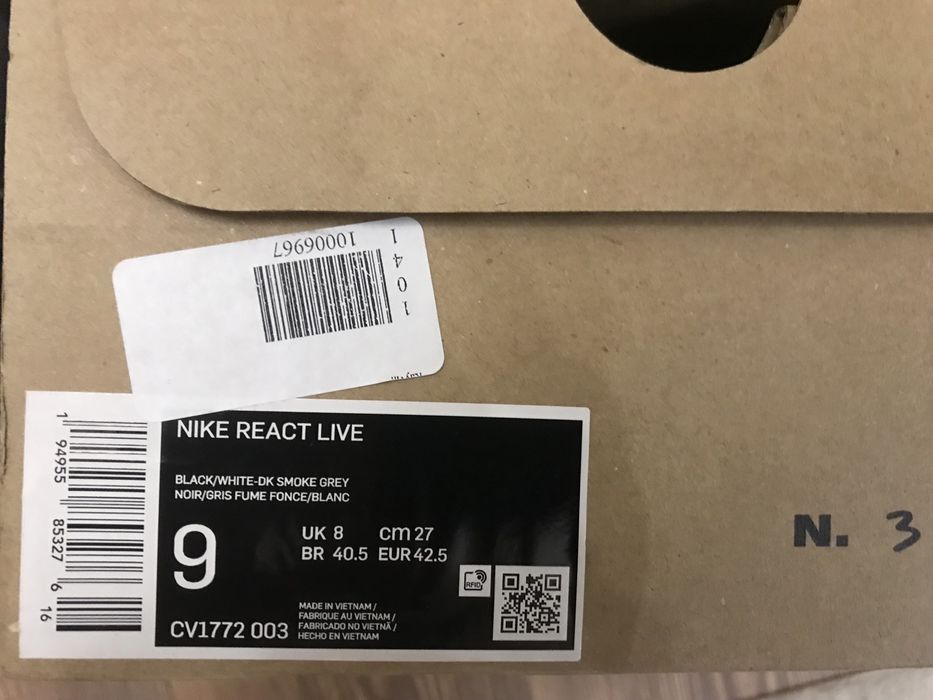 10006967
1 0 4 1
NIKE REACT LIVE
BLACK/WHITE-DK SMOKE GREY
NOIR/GRIS FUME FONCE/BLANC
9
UK 8 cm 27
BR 40.5 EUR 42.5
RFID
CV1772 003
MADE IN VIETNAM /
FABRIQUE AU VIETNAM /
FABRICADO NO VIETNÃ /
HECHO EN VIETNAM
1 94955 85327 6 16
N. 3